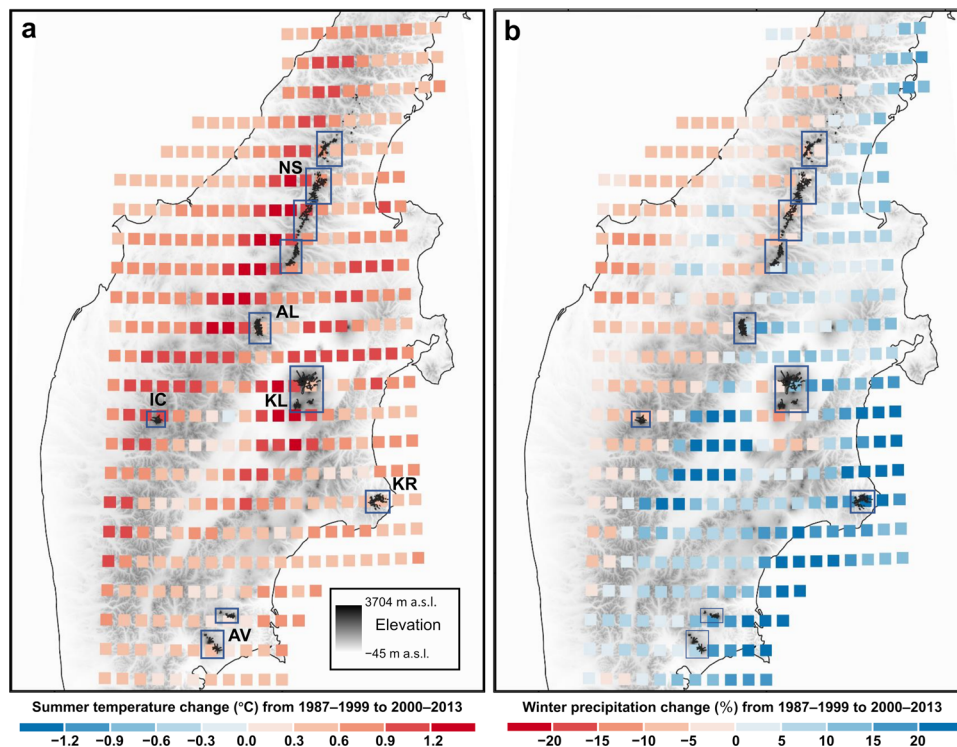 a
b
NS
AL
IC
KL
KR
AV
3704 m a.s.l.
Elevation
−45 m a.s.l.
Summer temperature change (°C) from 1987–1999 to 2000–2013
−1.2 −0.9 −0.6 −0.3 0.0 0.3 0.6 0.9 1.2
Winter precipitation change (%) from 1987–1999 to 2000–2013
−20 −15 −10 −5 0 5 10 15 20